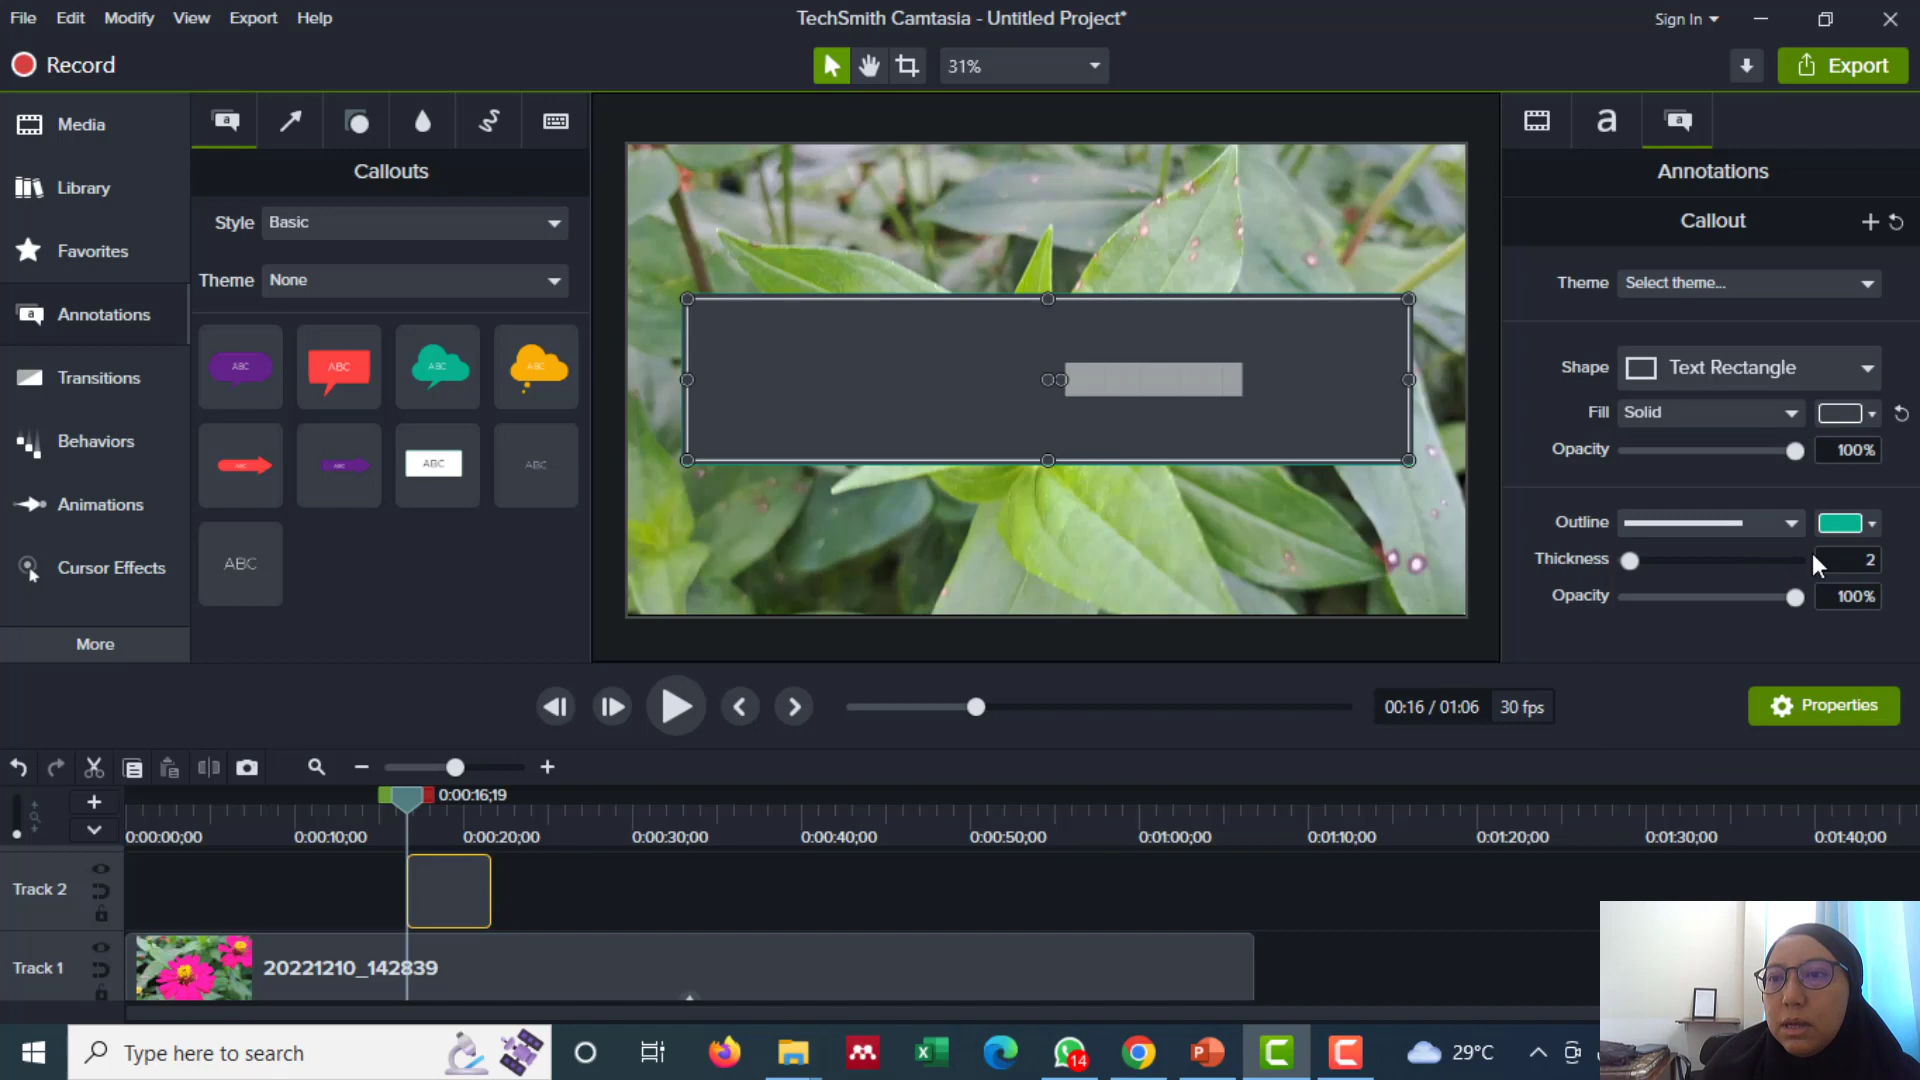 File Edit Modify View Export Help
TechSmith Camtasia - Untitled Project*
Sign In
Record
31%
Export
Media
Library
Favorites
Annotations
Transitions
Behaviors
Animations
Cursor Effects
More
Callouts
Style Basic
Theme None
ABC ABC ABC ABC
ABC ABC ABC ABC
ABC
a
Annotations
Callout
Theme Select theme...
Shape Text Rectangle
Fill Solid
Opacity 100%
Outline
Thickness 2
Opacity 100%
00:16 / 01:06 30 fps
Properties
0:00:16;19
0:00:00;00 0:00:10;00 0:00:20;00 0:00:30;00 0:00:40;00 0:00:50;00 0:01:00;00 0:01:10;00 0:01:20;00 0:01:30;00 0:01:40;00
Track 2
Track 1
20221210_142839
Type here to search
14
29°C